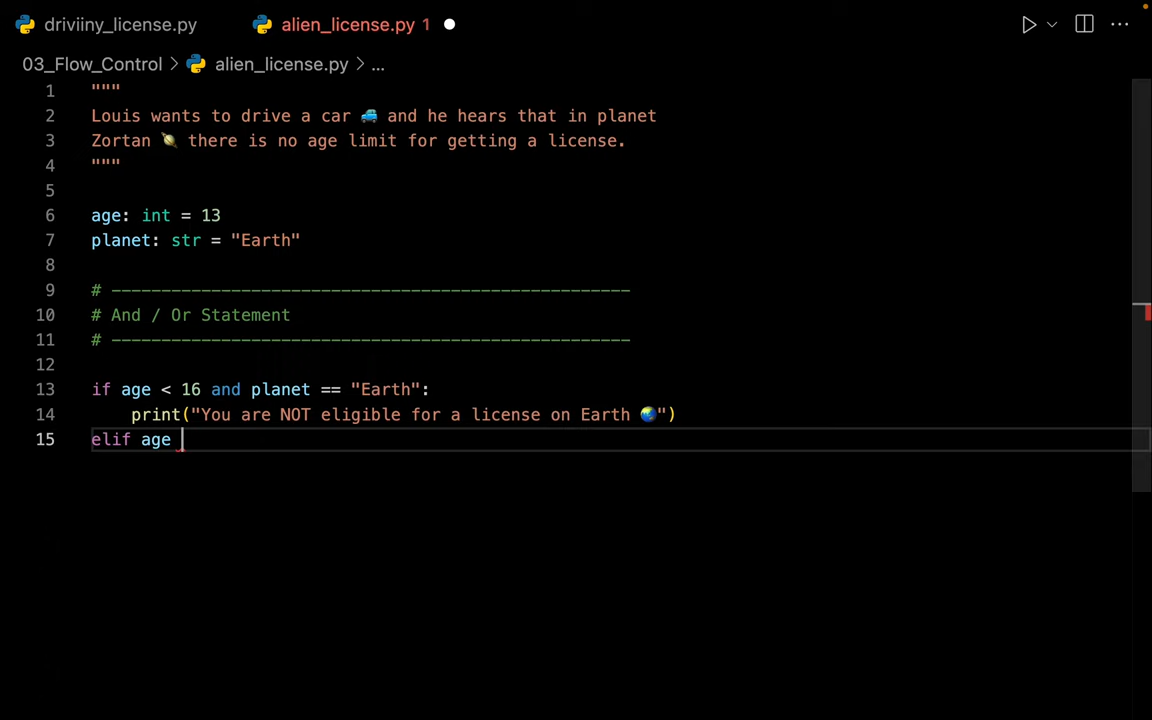 driviiny_license.py alien_license.py 1
03_Flow_Control > alien_license.py > ...
1 """
2 Louis wants to drive a car 🚙 and he hears that in planet
3 Zortan 🪐 there is no age limit for getting a license.
4 """
5
6 age: int = 13
7 planet: str = "Earth"
8
9 # ----------------------------------------------------
10 # And / Or Statement
11 # ----------------------------------------------------
12
13 if age < 16 and planet == "Earth":
14 print("You are NOT eligible for a license on Earth 🌏")
15 elif age